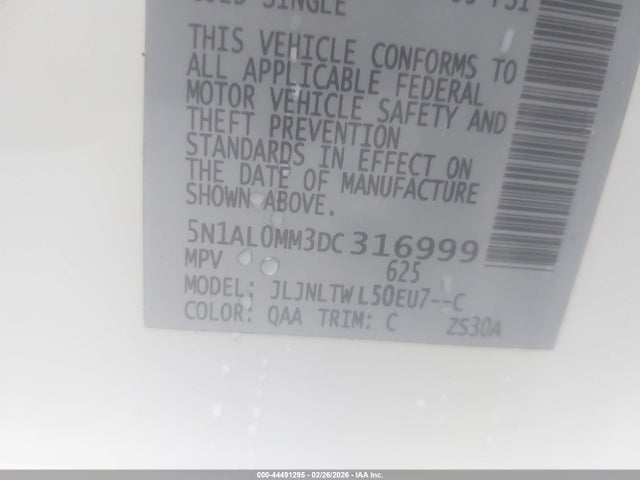 THIS VEHICLE CONFORMS TO
ALL APPLICABLE FEDERAL
MOTOR VEHICLE SAFETY AND
THEFT PREVENTION
STANDARDS IN EFFECT ON
THE DATE OF MANUFACTURE
SHOWN ABOVE.
5N1AL0MM3DC316999
MPV 625
MODEL: JLJNLTWL50EU7--C
COLOR: QAA TRIM: C ZS30A
000-44491295 - 02/26/2026 - IAA Inc.